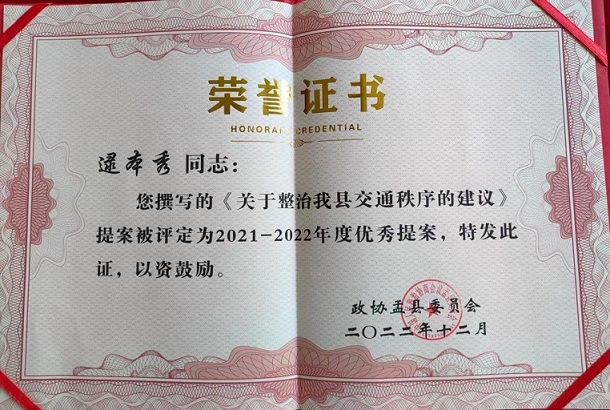 荣誉证书
HONORARY CREDENTIAL
逯本秀 同志：
您撰写的《关于整治我县交通秩序的建议》
提案被评定为2021-2022年度优秀提案，特发此
证，以资鼓励。
政协盂县委员会
二〇二二年十二月